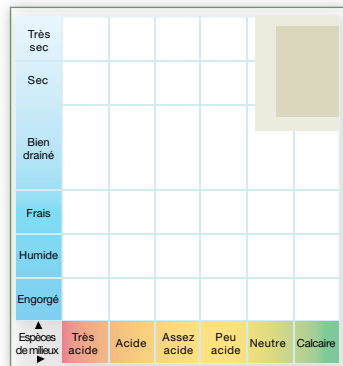 Très
sec
Sec
Bien
drainé
Frais
Humide
Engorgé
Espèces
de milieux
Très
acide
Acide
Assez
acide
Peu
acide
Neutre
Calcaire